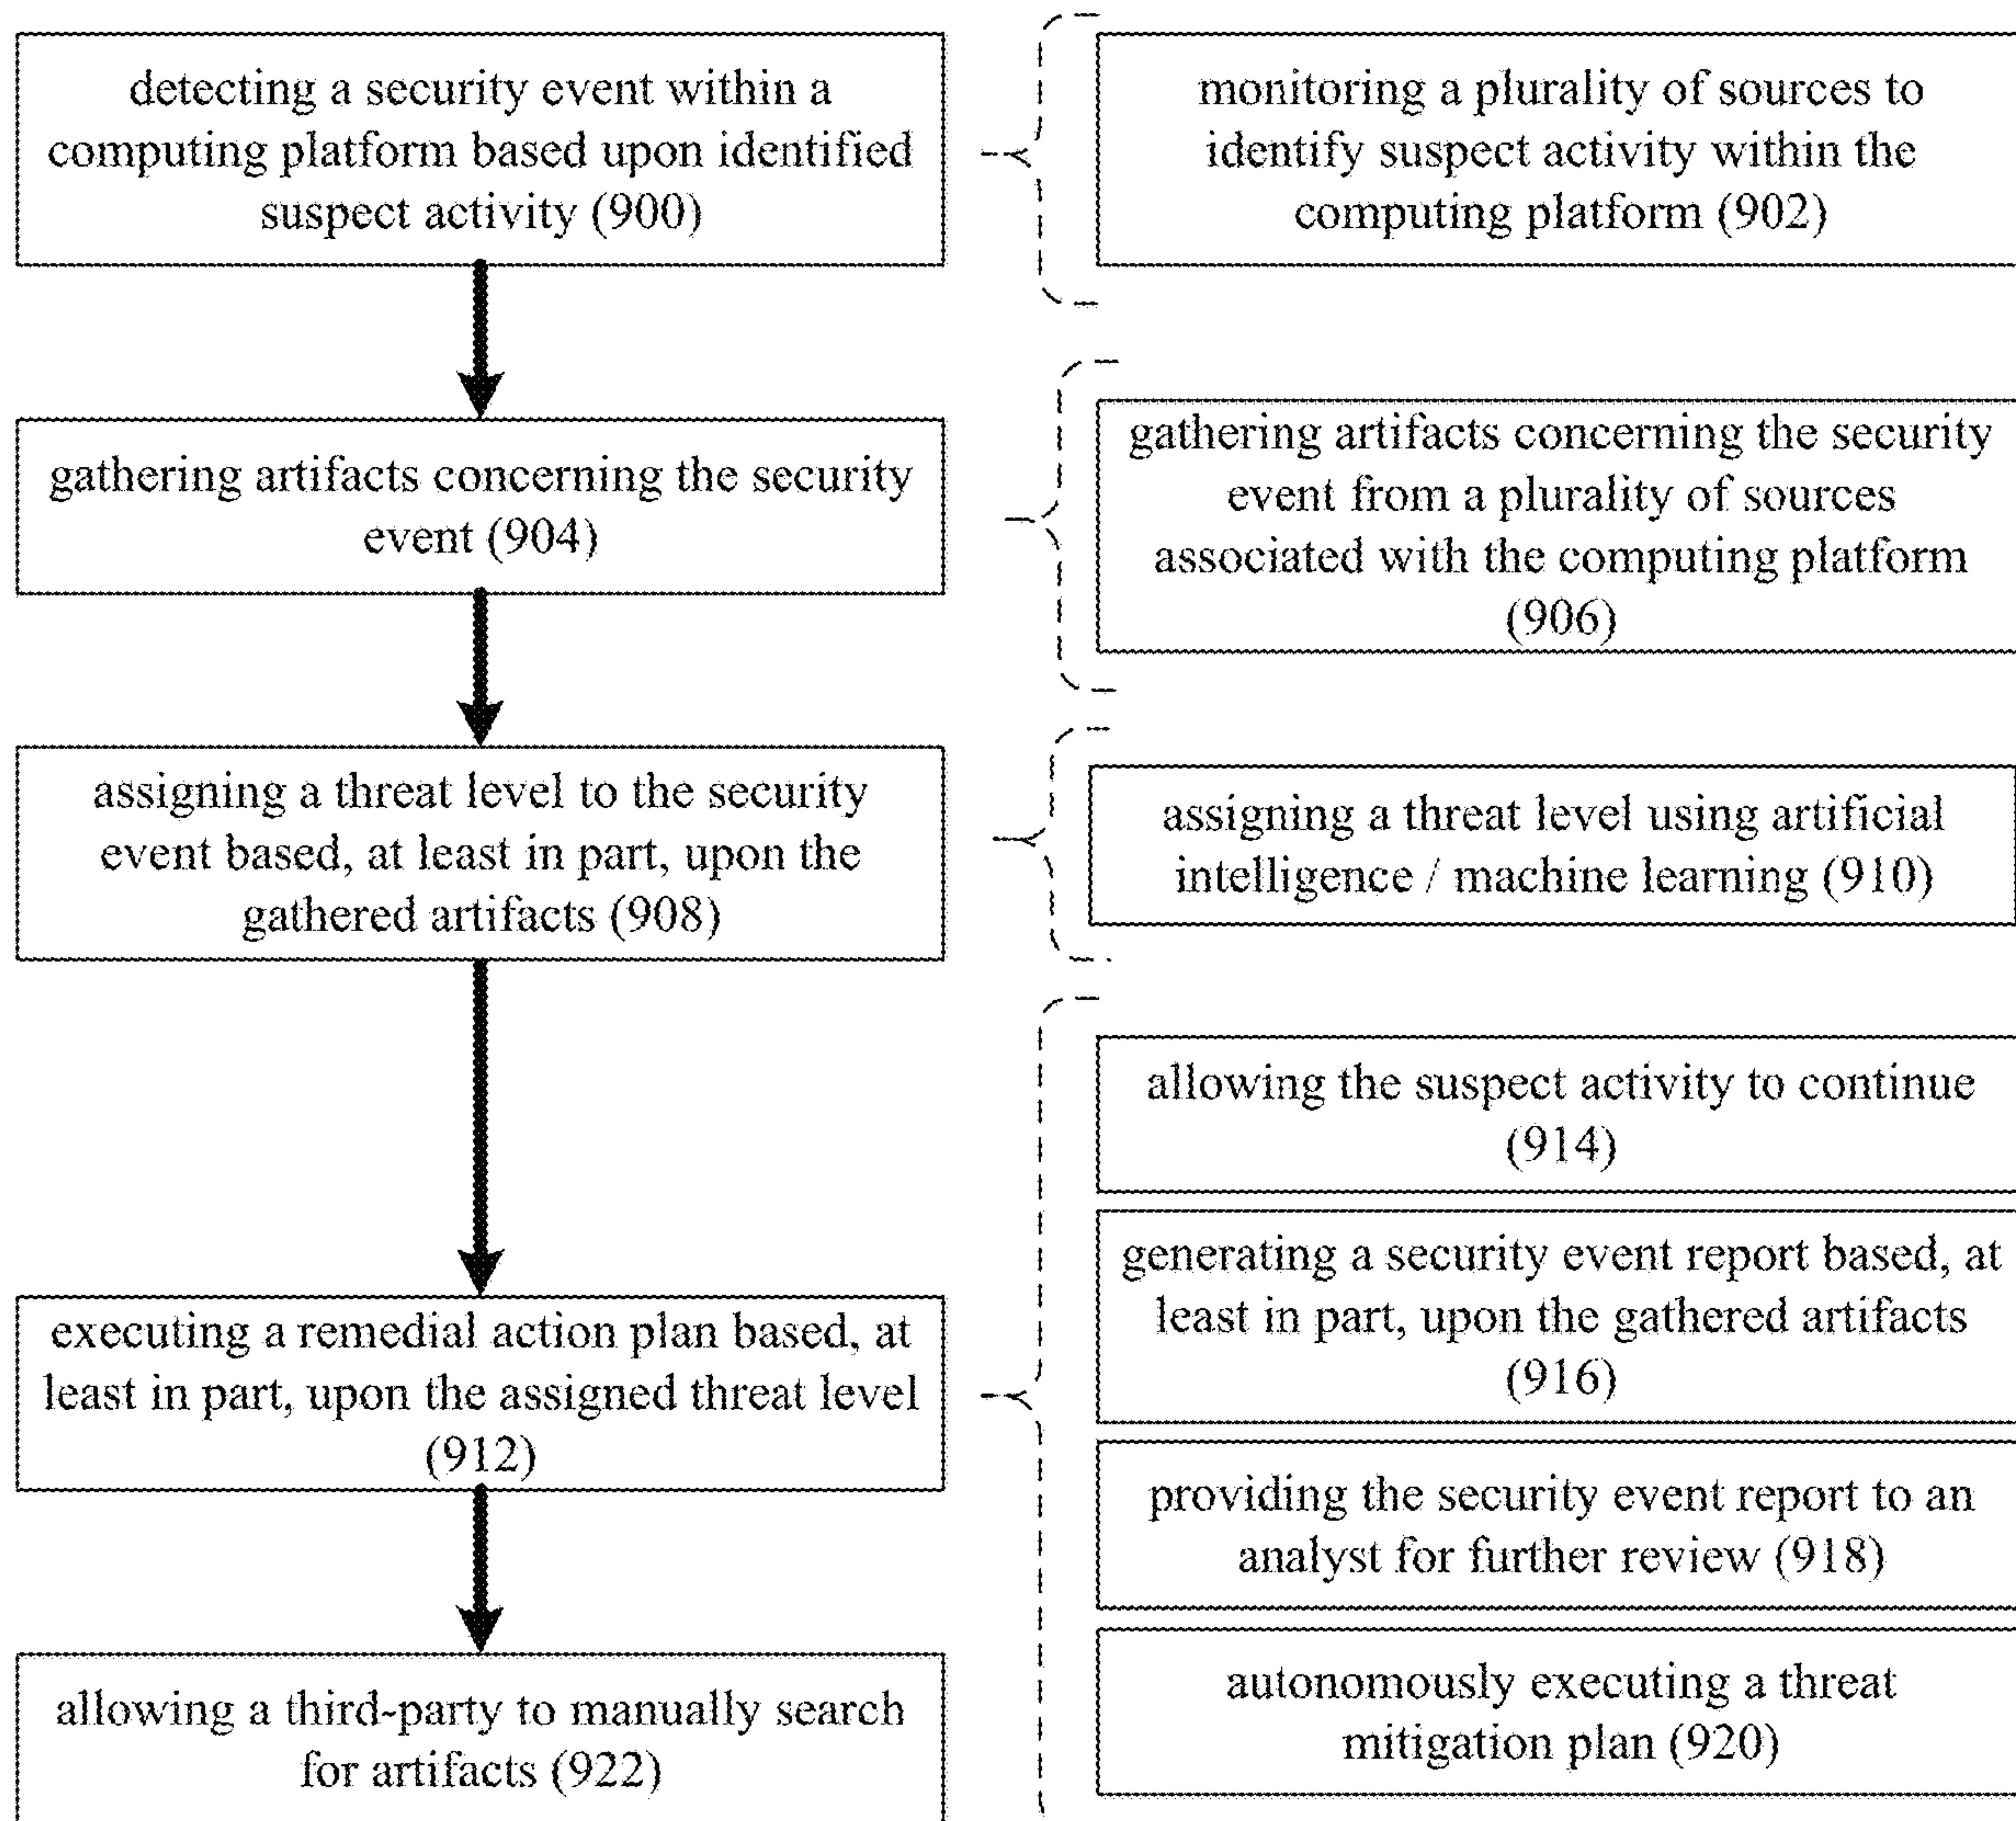 detecting a security event within a
computing platform based upon identified
suspect activity (900)
monitoring a plurality of sources to
identify suspect activity within the
computing platform (902)
gathering artifacts concerning the security
event (904)
gathering artifacts concerning the security
event from a plurality of sources
associated with the computing platform
(906)
assigning a threat level to the security
event based, at least in part, upon the
gathered artifacts (908)
assigning a threat level using artificial
intelligence / machine learning (910)
executing a remedial action plan based, at
least in part, upon the assigned threat level
(912)
allowing the suspect activity to continue
(914)
generating a security event report based, at
least in part, upon the gathered artifacts
(916)
providing the security event report to an
analyst for further review (918)
autonomously executing a threat
mitigation plan (920)
allowing a third-party to manually search
for artifacts (922)